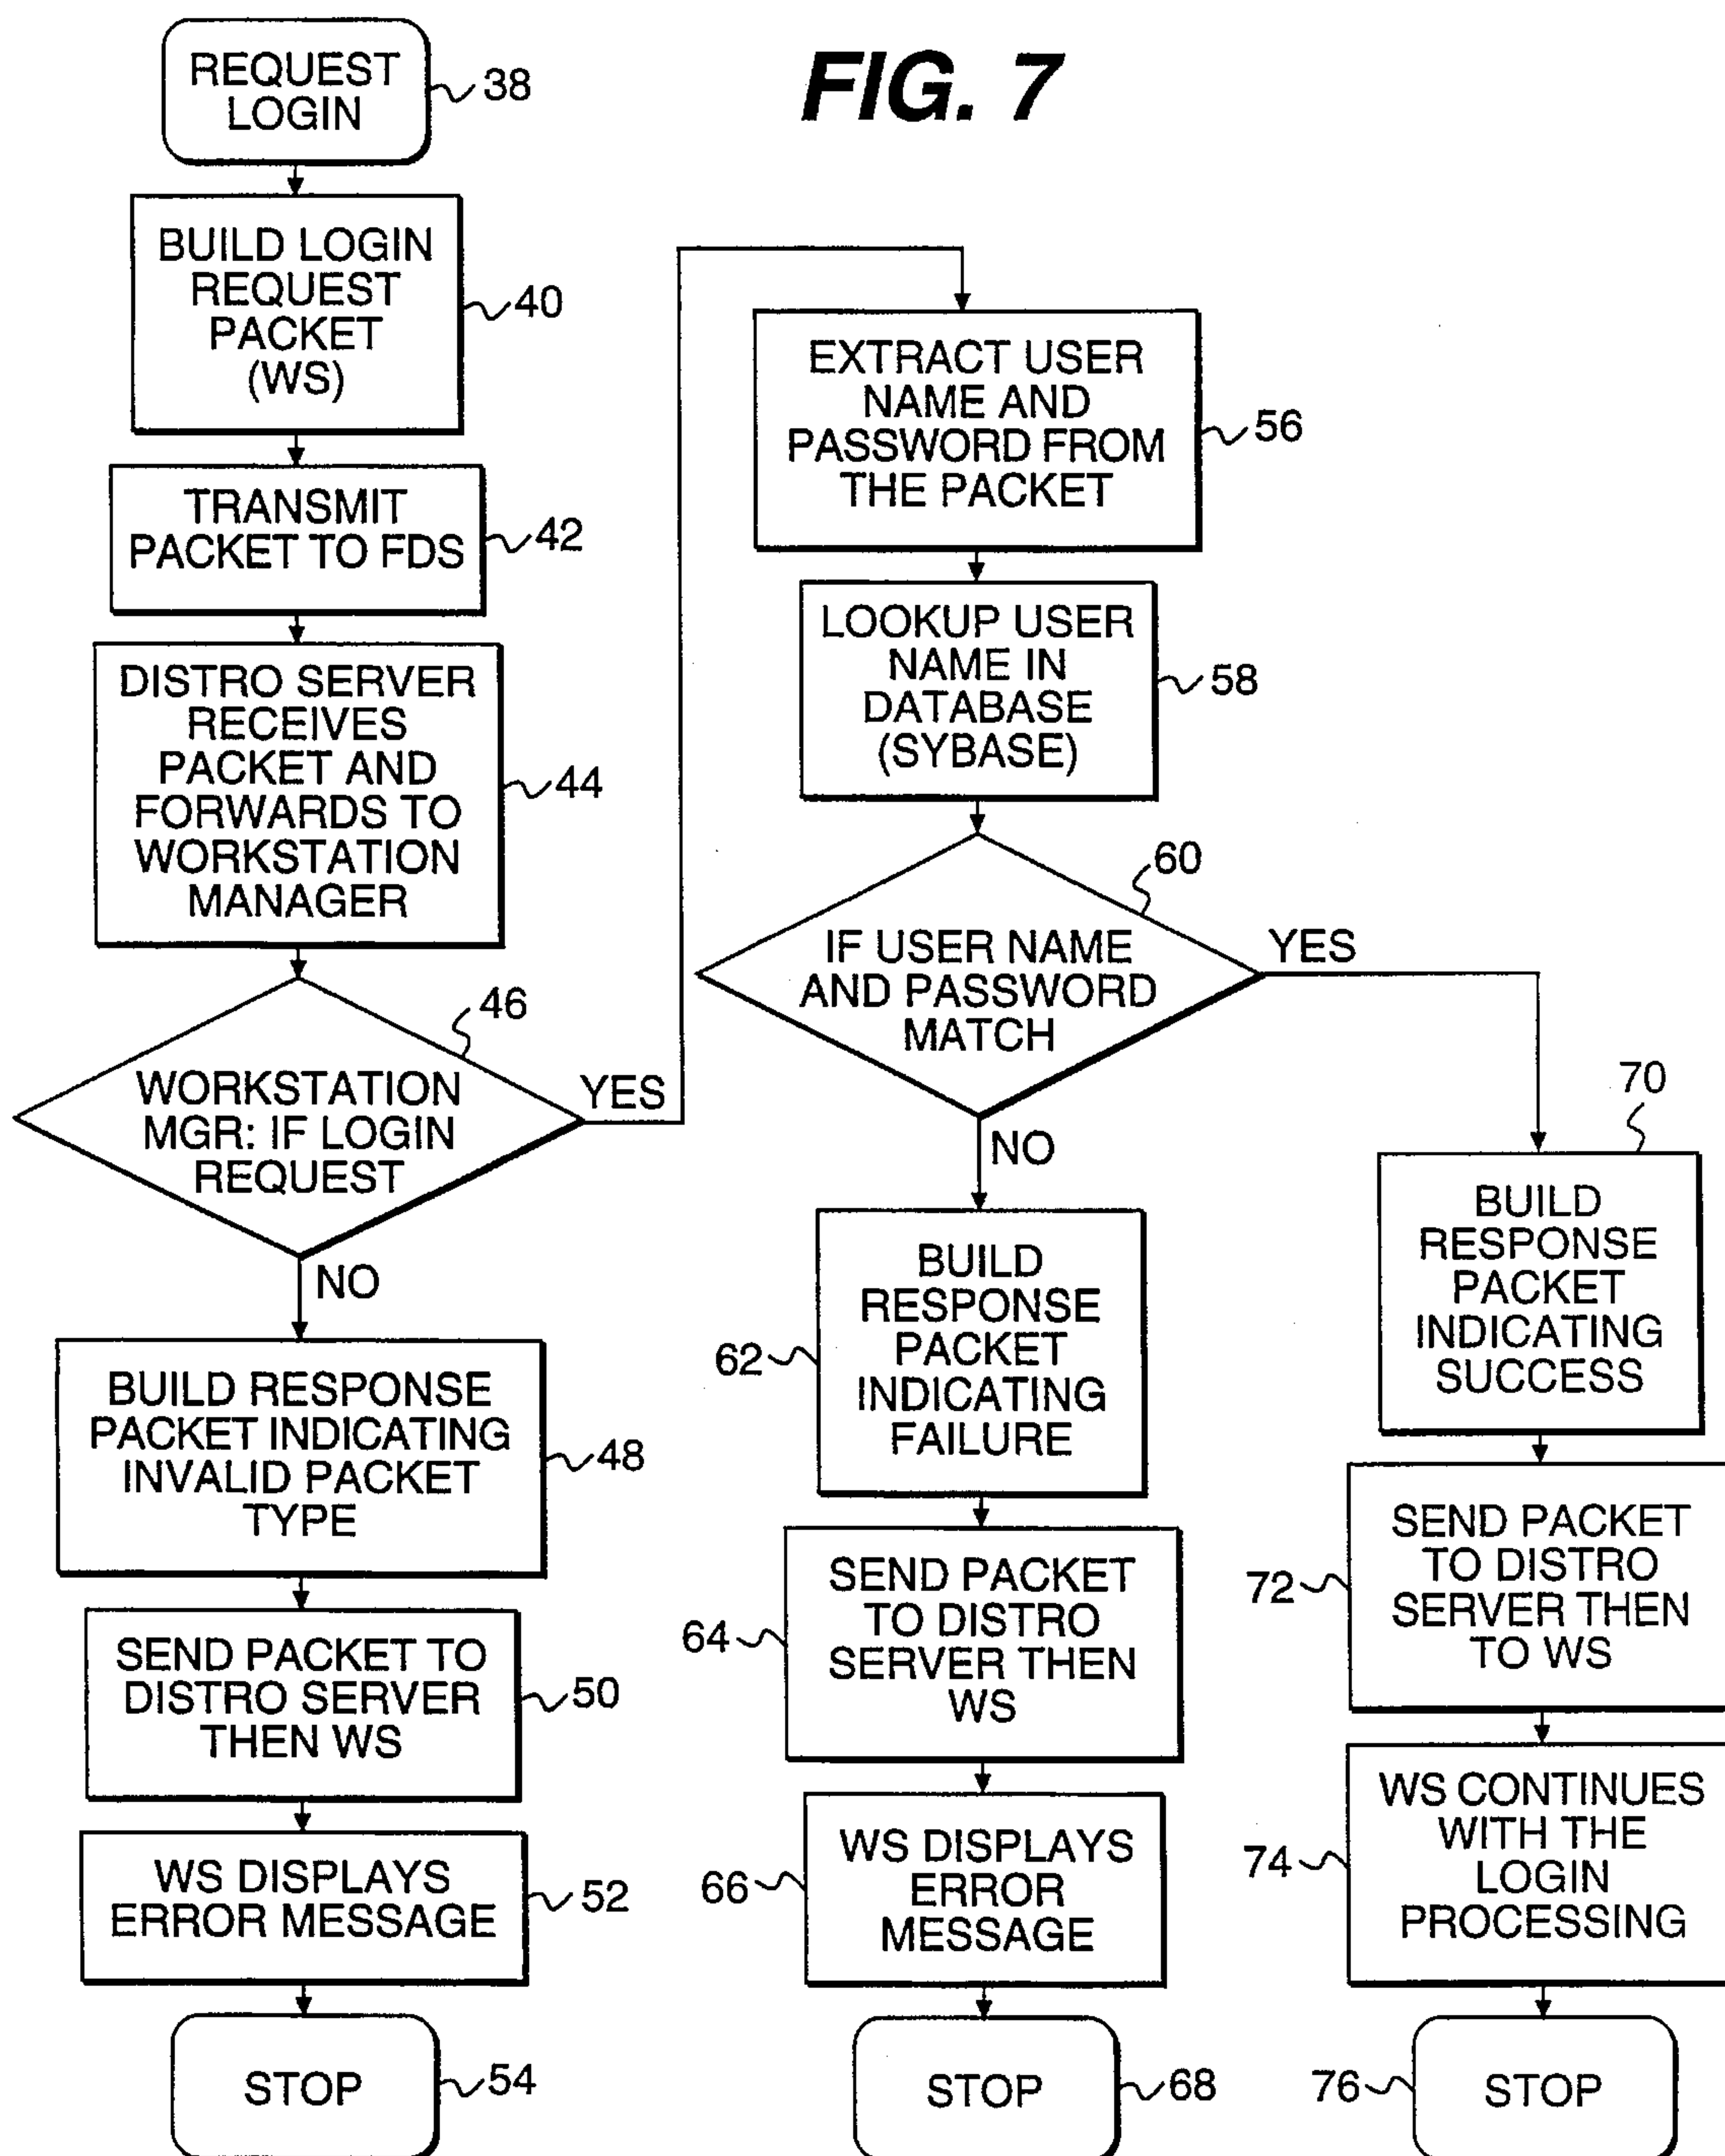 FIG. 7
REQUEST
LOGIN
38
BUILD LOGIN
REQUEST
PACKET
(WS)
40
TRANSMIT
PACKET TO FDS
42
DISTRO SERVER
RECEIVES
PACKET AND
FORWARDS TO
WORKSTATION
MANAGER
44
46
WORKSTATION
MGR: IF LOGIN
REQUEST
YES
NO
BUILD RESPONSE
PACKET INDICATING
INVALID PACKET
TYPE
48
SEND PACKET TO
DISTRO SERVER
THEN WS
50
WS DISPLAYS
ERROR MESSAGE
52
STOP
54
EXTRACT USER
NAME AND
PASSWORD FROM
THE PACKET
56
LOOKUP USER
NAME IN
DATABASE
(SYBASE)
58
60
IF USER NAME
AND PASSWORD
MATCH
YES
NO
BUILD
RESPONSE
PACKET
INDICATING
FAILURE
62
SEND PACKET
TO DISTRO
SERVER THEN
WS
64
WS DISPLAYS
ERROR
MESSAGE
66
STOP
68
70
BUILD
RESPONSE
PACKET
INDICATING
SUCCESS
SEND PACKET
TO DISTRO
SERVER THEN
TO WS
72
WS CONTINUES
WITH THE
LOGIN
PROCESSING
74
STOP
76